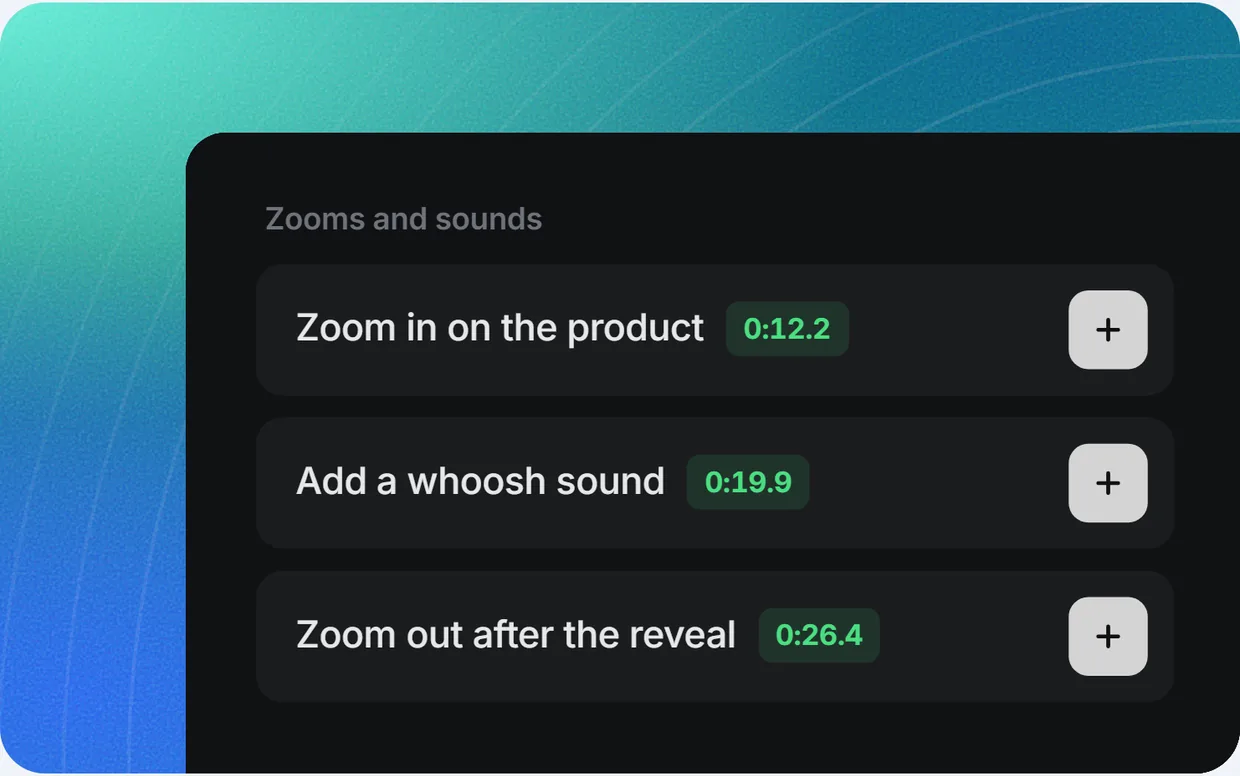 Zooms and sounds
Zoom in on the product 0:12.2
Add a whoosh sound 0:19.9
Zoom out after the reveal 0:26.4